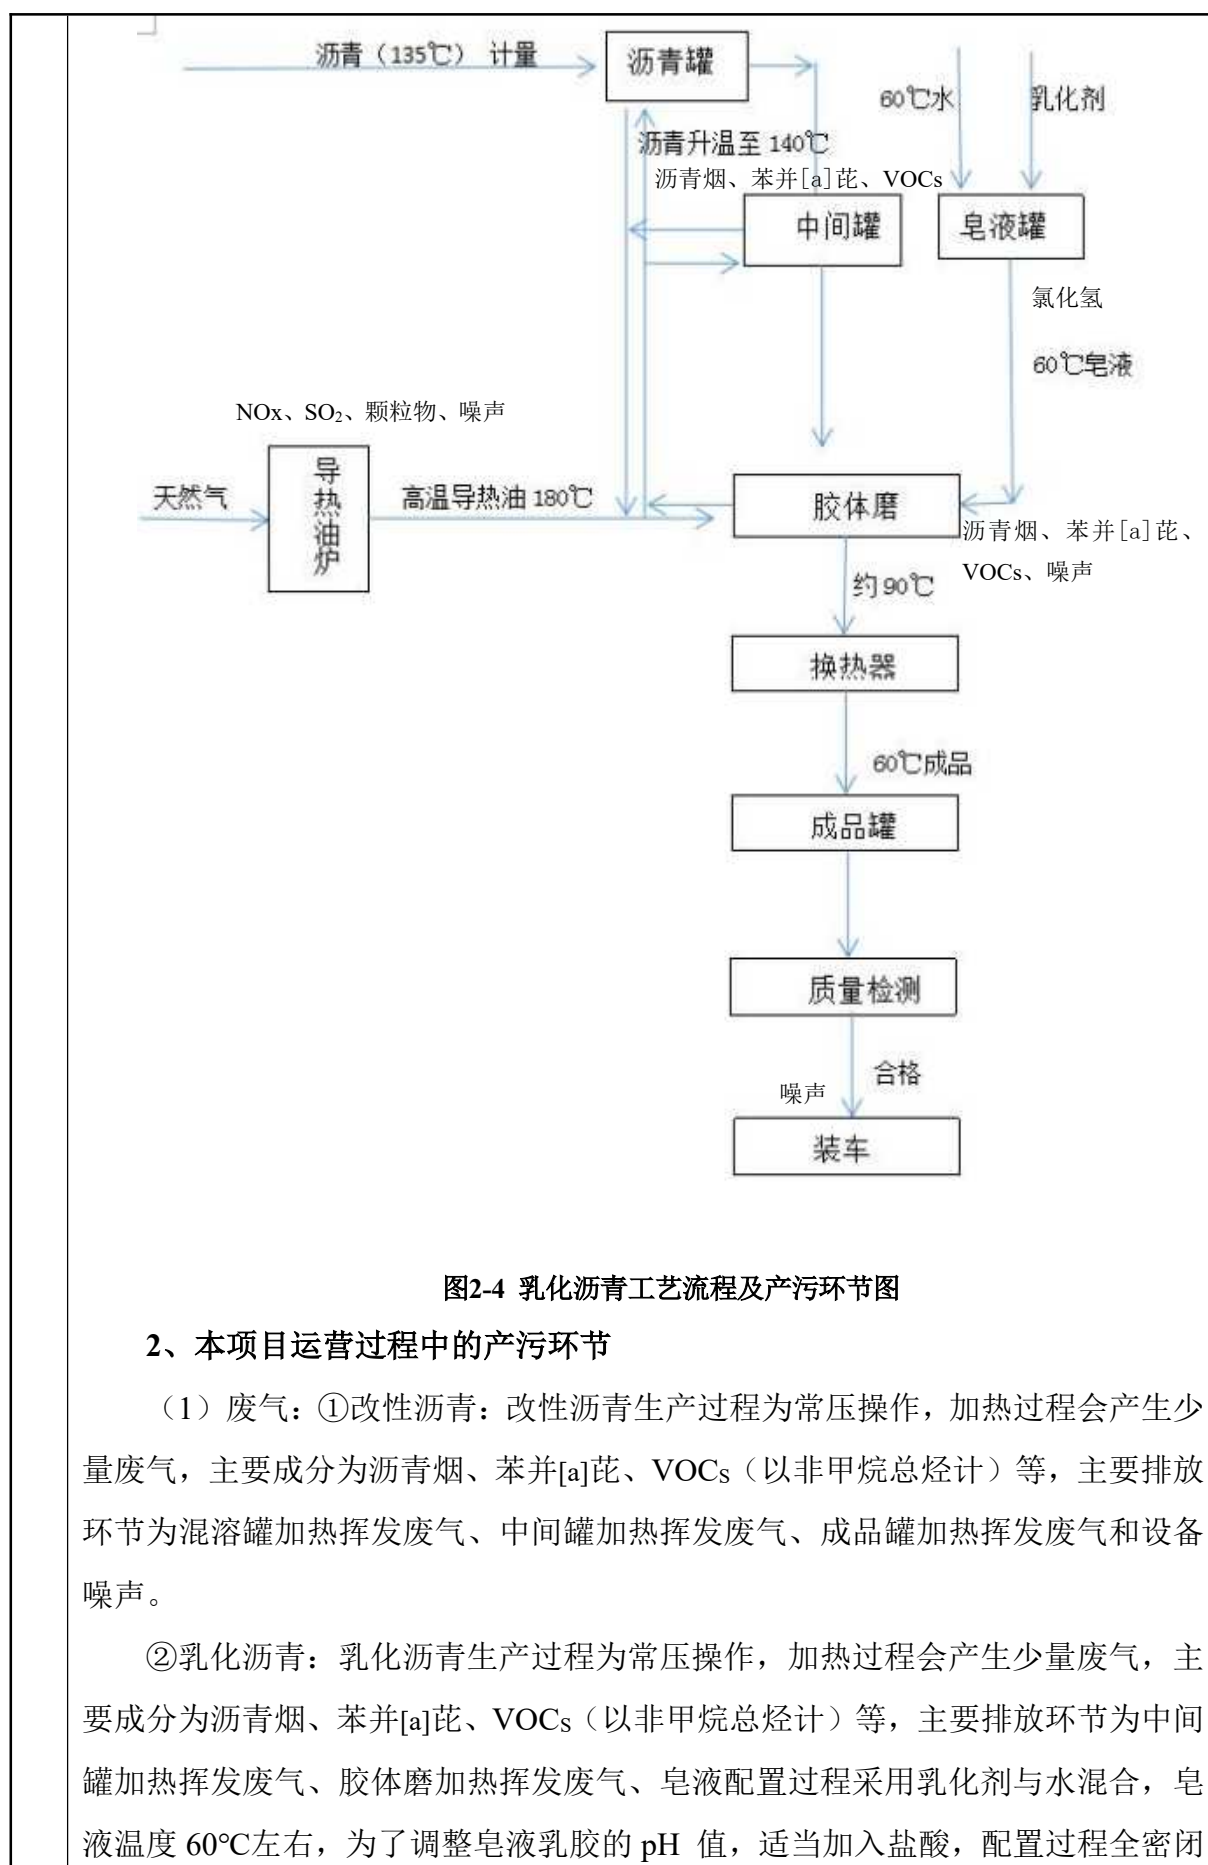 沥青（135℃） 计量
沥青罐
60℃水
乳化剂
沥青升温至 140℃
沥青烟、苯并[a]芘、VOCs
中间罐
皂液罐
氯化氢
60℃皂液
NOx、SO₂、颗粒物、噪声
导热油炉
天然气
高温导热油 180℃
胶体磨
沥青烟、苯并[a]芘、
VOCs、噪声
约 90℃
换热器
60℃成品
成品罐
质量检测
合格
噪声
装车
图2-4 乳化沥青工艺流程及产污环节图
2、本项目运营过程中的产污环节
（1）废气：①改性沥青：改性沥青生产过程为常压操作，加热过程会产生少
量废气，主要成分为沥青烟、苯并[a]芘、VOCs（以非甲烷总烃计）等，主要排放
环节为混溶罐加热挥发废气、中间罐加热挥发废气、成品罐加热挥发废气和设备
噪声。
②乳化沥青：乳化沥青生产过程为常压操作，加热过程会产生少量废气，主
要成分为沥青烟、苯并[a]芘、VOCs（以非甲烷总烃计）等，主要排放环节为中间
罐加热挥发废气、胶体磨加热挥发废气、皂液配置过程采用乳化剂与水混合，皂
液温度 60℃左右，为了调整皂液乳胶的 pH 值，适当加入盐酸，配置过程全密闭